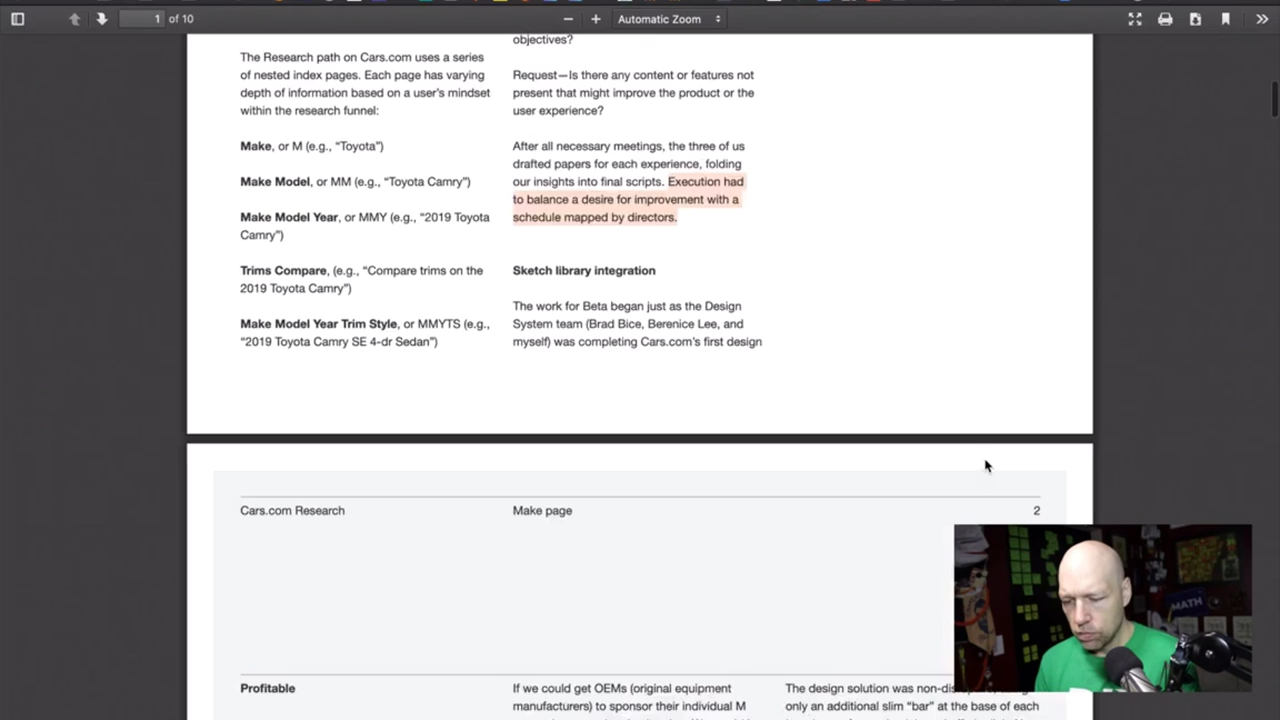 1 of 10
Automatic Zoom
The Research path on Cars.com uses a series
of nested index pages. Each page has varying
depth of information based on a user's mindset
within the research funnel:
Make, or M (e.g., “Toyota”)
Make Model, or MM (e.g., “Toyota Camry”)
Make Model Year, or MMY (e.g., “2019 Toyota
Camry”)
Trims Compare, (e.g., “Compare trims on the
2019 Toyota Camry”)
Make Model Year Trim Style, or MMYTS (e.g.,
“2019 Toyota Camry SE 4-dr Sedan”)
objectives?
Request—Is there any content or features not
present that might improve the product or the
user experience?
After all necessary meetings, the three of us
drafted papers for each experience, folding
our insights into final scripts. Execution had
to balance a desire for improvement with a
schedule mapped by directors.
Sketch library integration
The work for Beta began just as the Design
System team (Brad Bice, Berenice Lee, and
myself) was completing Cars.com's first design
Cars.com Research
Make page
2
MATH
Profitable
If we could get OEMs (original equipment
manufacturers) to sponsor their individual M
The design solution was
only an additional slim “bar” at the base of each